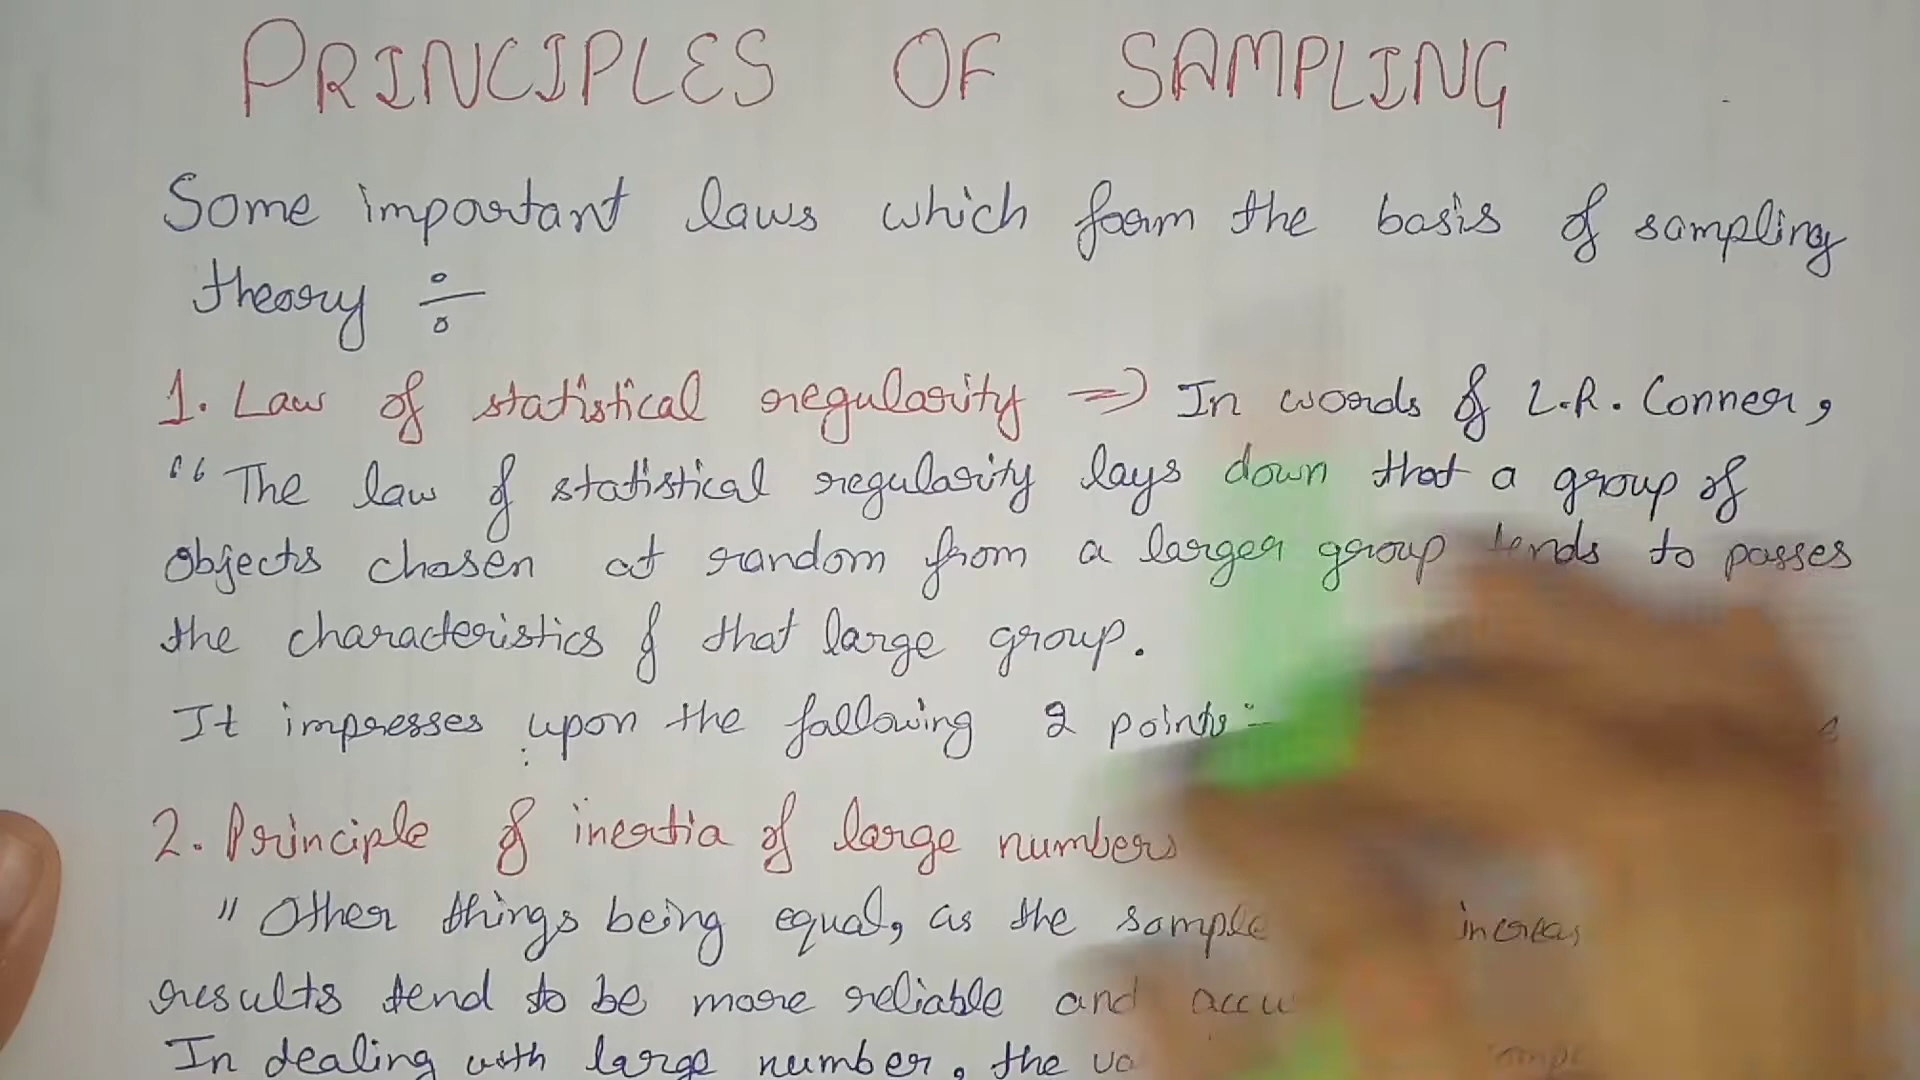 PRINCIPLES OF SAMPLING
Some important laws which form the basis of sampling
theory ÷
1. Law of statistical regularity => In words of L.R. Conner,
“The law of statistical regularity lays down that a group of
objects chosen at random from a larger group tends to posses
the characteristics of that large group.
It impresses upon the following 2 points :-
2. Principle of inertia of large numbers
" Other things being equal, as the sample increas
results tend to be more reliable and accu
In dealing with large number, the va